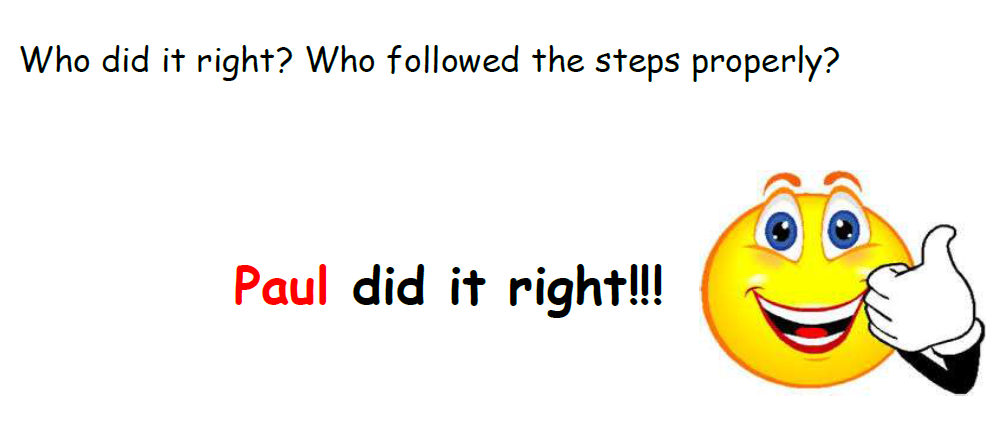 Who did it right? Who followed the steps properly?
Paul did it right!!!